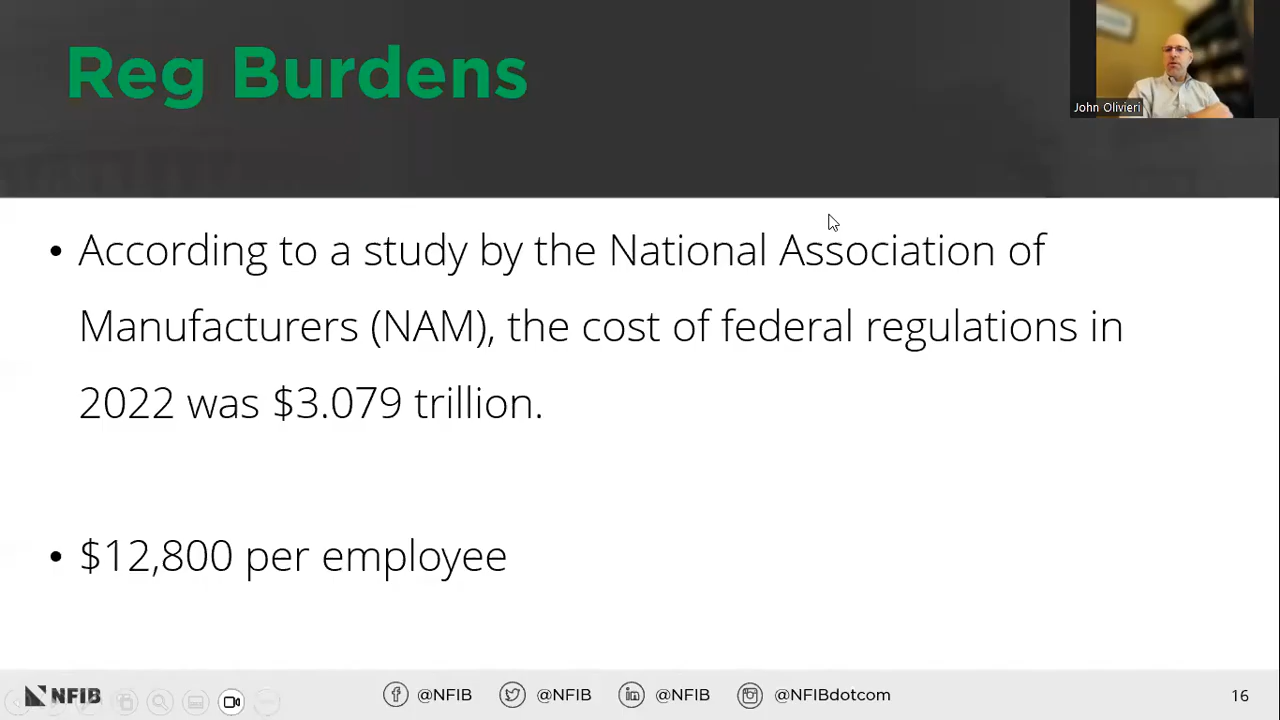 Reg Burdens
John Olivieri
• According to a study by the National Association of
Manufacturers (NAM), the cost of federal regulations in
2022 was $3.079 trillion.
• $12,800 per employee
NFIB
@NFIB
@NFIB
@NFIB
@NFIBdotcom
16